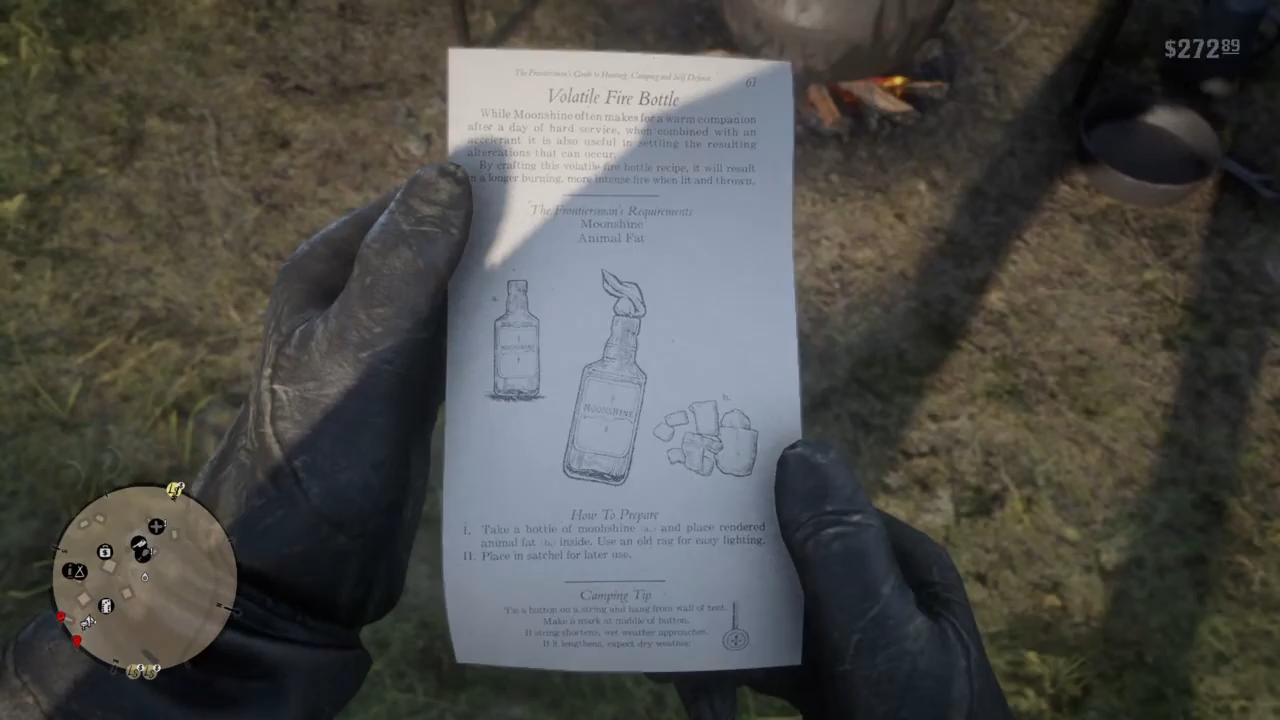 $272 89
The Frontiersman's Guide to Hunting, Camping and Self Defense
61
Volatile Fire Bottle
While Moonshine often makes for a warm companion
after a day of hard service, when combined with an
accelerant it is also useful in settling the resulting
altercations that can occur.
By crafting this volatile fire bottle recipe, it will result
in a longer burning, more intense fire when lit and thrown.
The Frontiersman's Requirements
Moonshine
Animal Fat
a.
MOONSHINE
MOONSHINE
b.
How To Prepare
I. Take a bottle of moonshine (a.) and place rendered
animal fat (b.) inside. Use an old rag for easy lighting.
II. Place in satchel for later use.
Camping Tip
Tie a button on a string and hang from wall of tent.
Make a mark at middle of button.
If string shortens, wet weather approaches.
If it lengthens, expect dry weather.